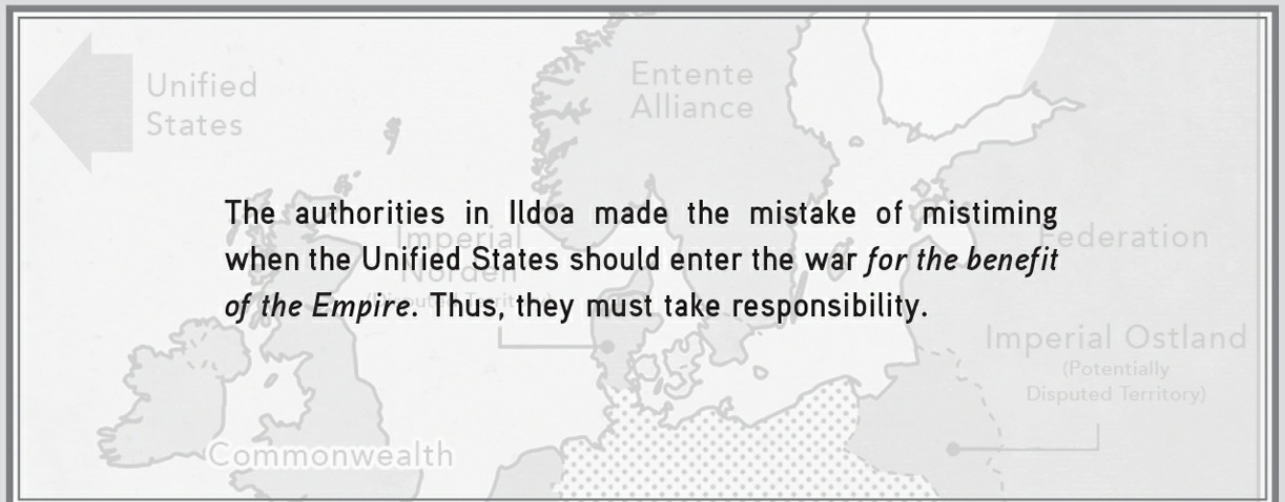 Unified
States
Entente
Alliance
The authorities in Ildoa made the mistake of mistiming
Imperial
Federation
when the Unified States should enter the war for the benefit
Norden
(Disputed Territory)
of the Empire. Thus, they must take responsibility.
Imperial Ostland
(Potentially
Disputed Territory)
Commonwealth